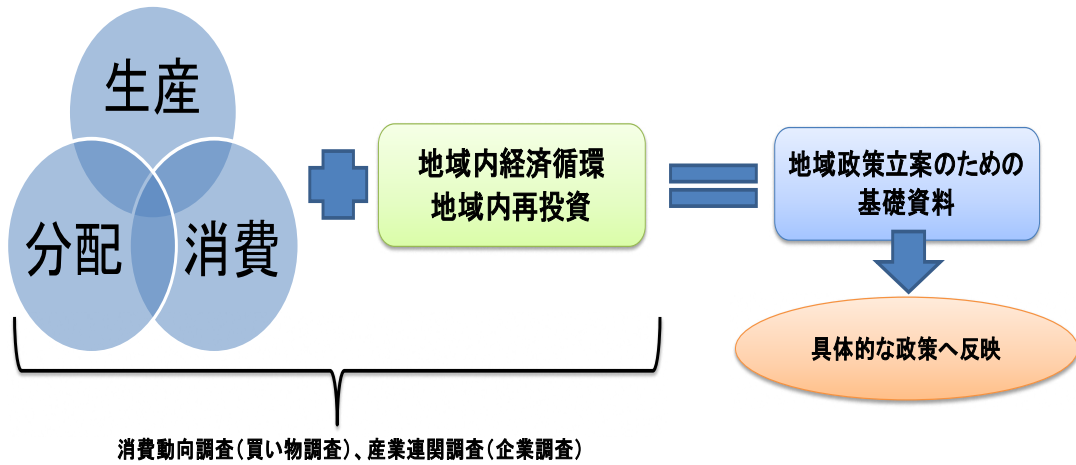 生産
分配
消費
地域内経済循環
地域内再投資
地域政策立案のための
基礎資料
具体的な政策へ反映
消費動向調査(買い物調査)、産業連関調査(企業調査)